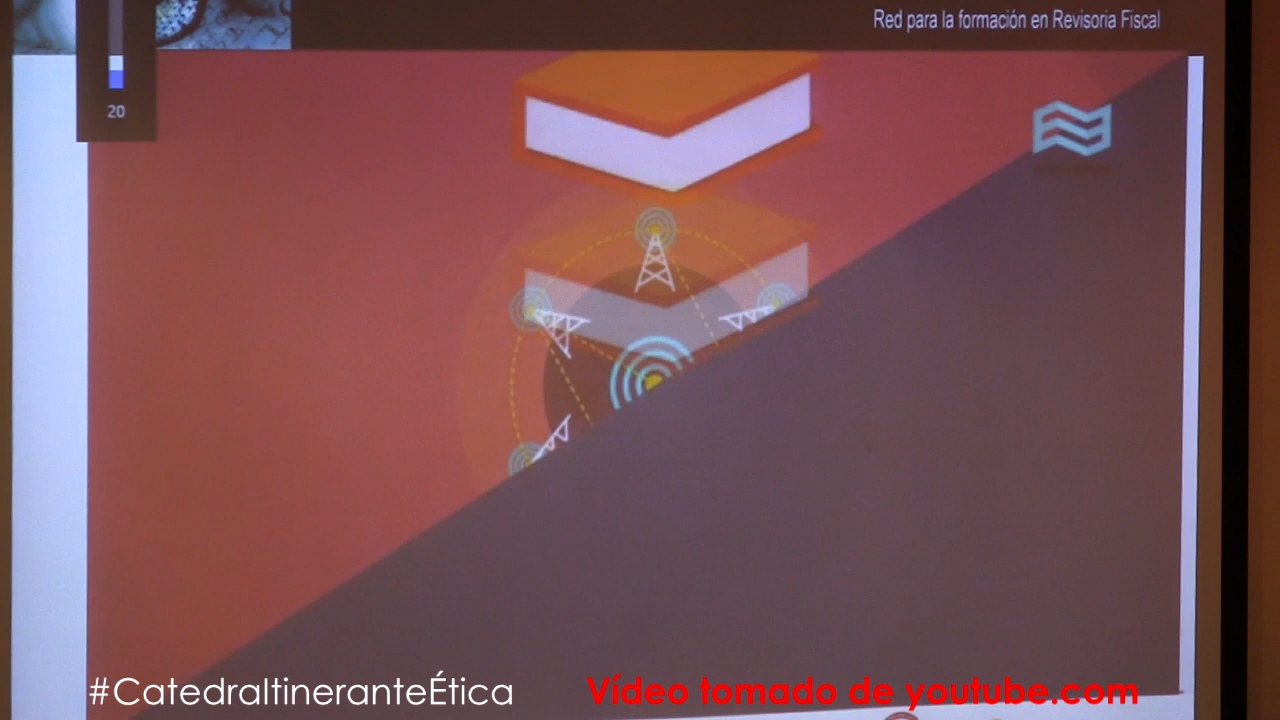 Red para la formación en Revisoria Fiscal
20
#CatedraItineranteÉtica
Vídeo tomado de youtube.com